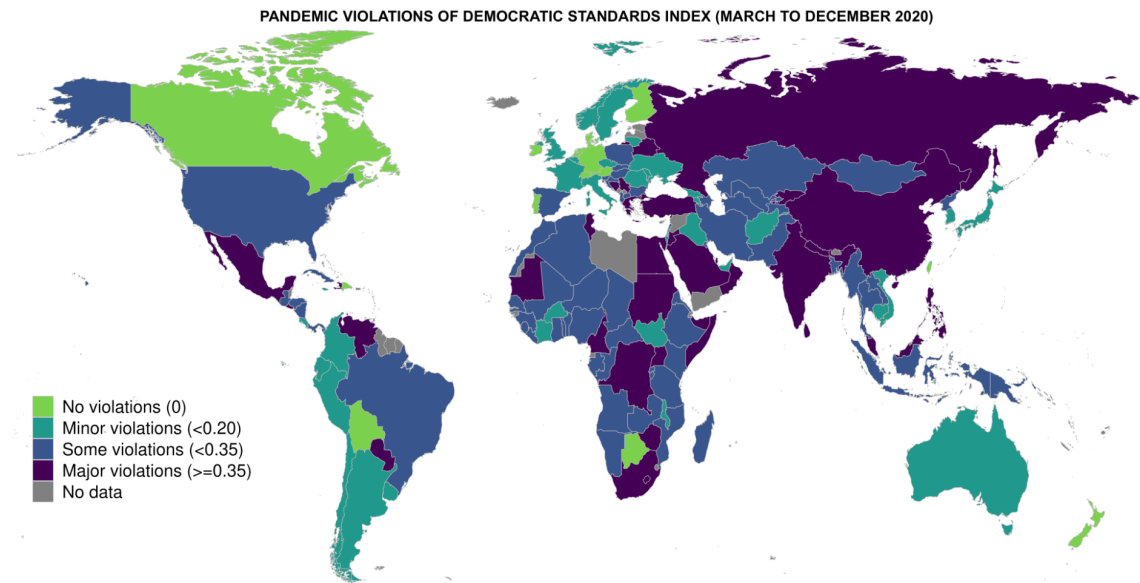 PANDEMIC VIOLATIONS OF DEMOCRATIC STANDARDS INDEX (MARCH TO DECEMBER 2020)
No violations (0)
Minor violations (<0.20)
Some violations (<0.35)
Major violations (>=0.35)
No data